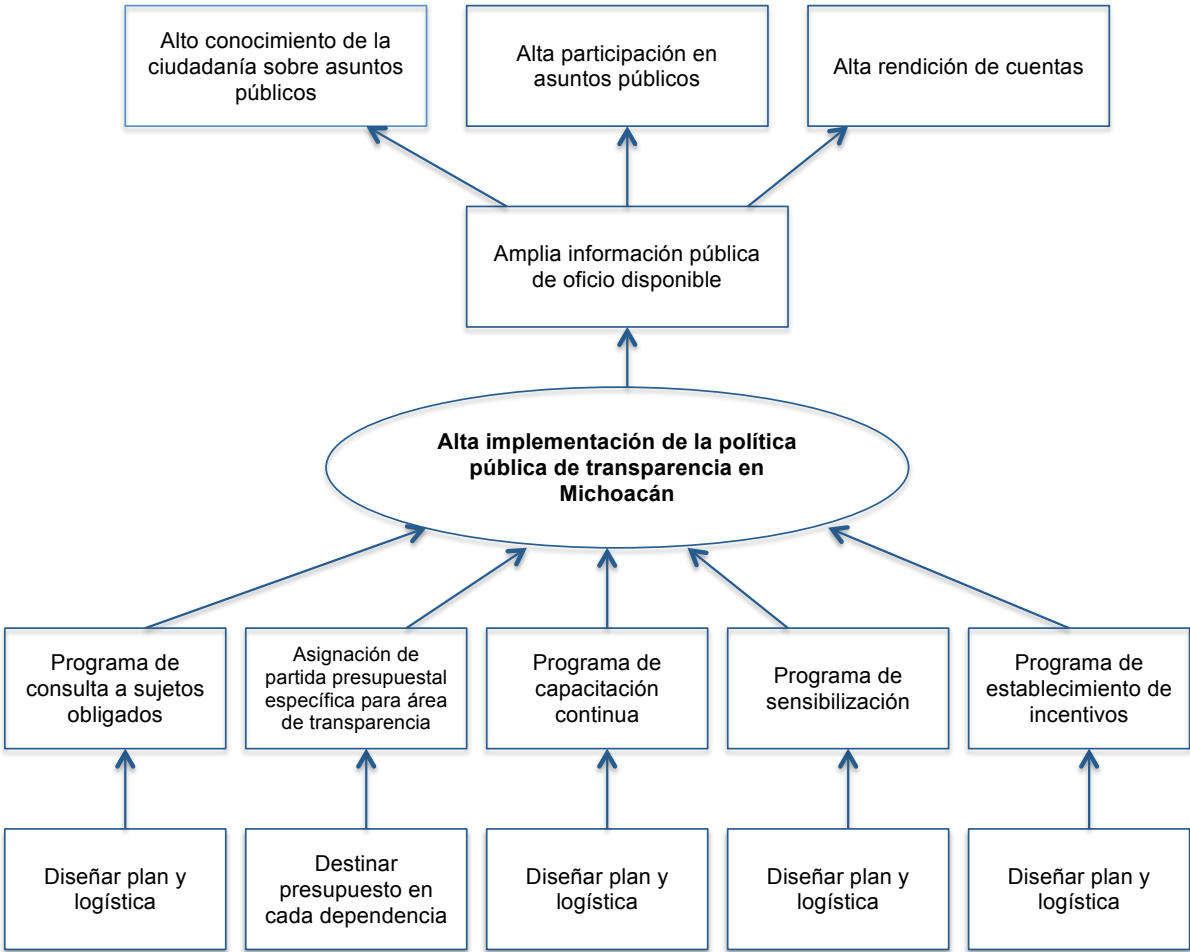 Alto conocimiento de la
ciudadanía sobre asuntos
públicos
Alta participación en
asuntos públicos
Alta rendición de cuentas
Amplia información pública
de oficio disponible
Alta implementación de la política
pública de transparencia en
Michoacán
Programa de
consulta a sujetos
obligados
Asignación de
partida presupuestal
específica para área
de transparencia
Programa de
capacitación
continua
Programa de
sensibilización
Programa de
establecimiento de
incentivos
Diseñar plan y
logística
Destinar
presupuesto en
cada dependencia
Diseñar plan y
logística
Diseñar plan y
logística
Diseñar plan y
logística